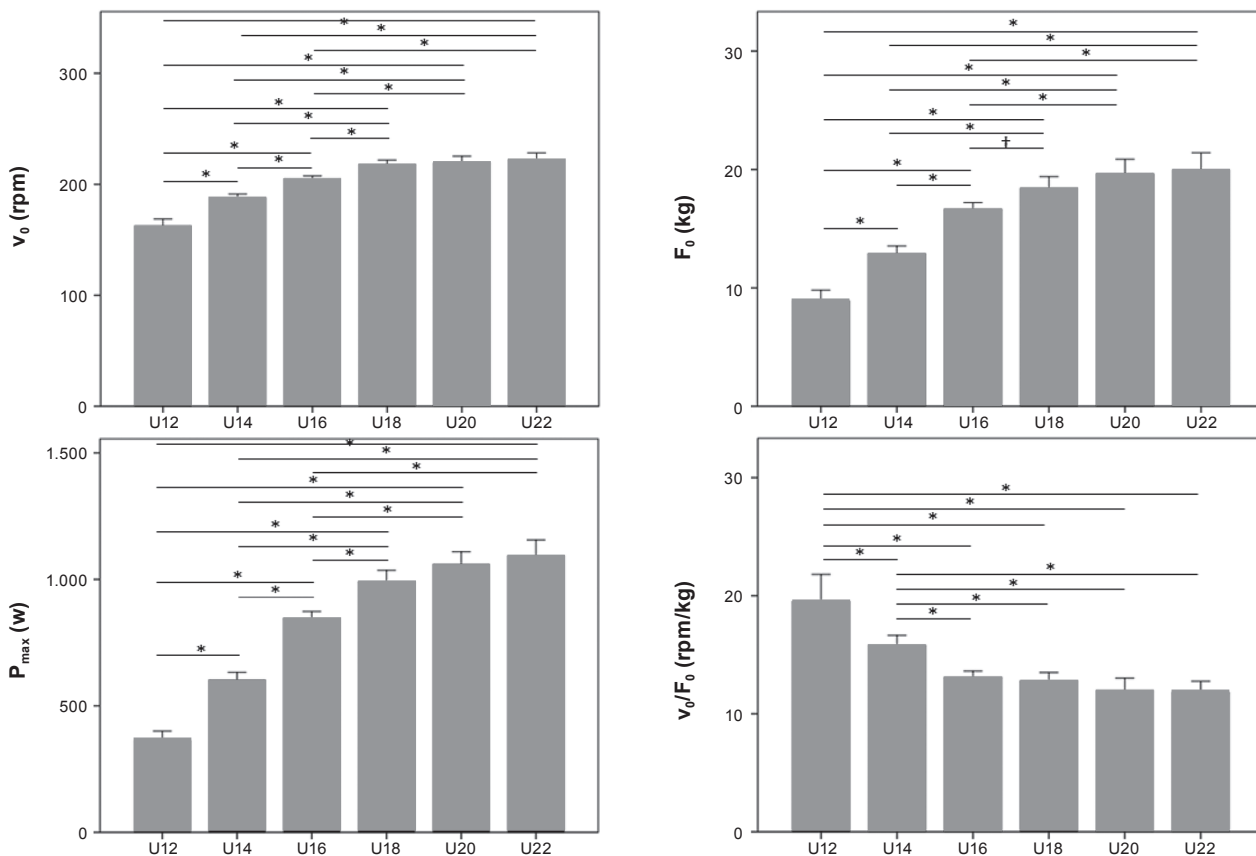 v0 (rpm)
300
200
100
0
* * * * * * * * * * * * * *
U12 U14 U16 U18 U20 U22
F0 (kg)
30
20
10
0
* * * * * * * * † * * *
U12 U14 U16 U18 U20 U22
Pmax (w)
1.500
1.000
500
0
* * * * * * * * * * * *
U12 U14 U16 U18 U20 U22
v0/F0 (rpm/kg)
30
20
10
0
* * * * * * * * *
U12 U14 U16 U18 U20 U22